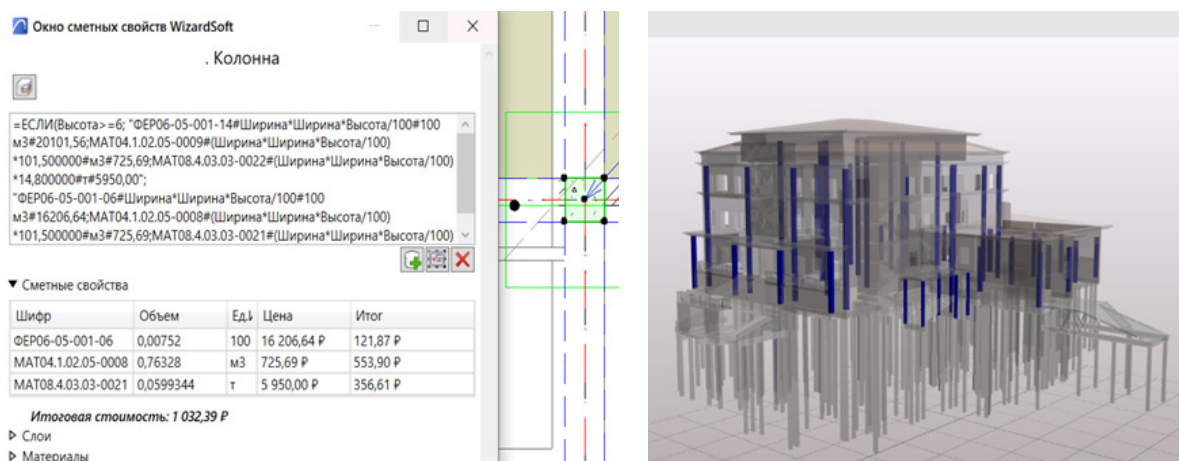 Окно сметных свойств WizardSoft
. Колонна
=ЕСЛИ(Высота>=6; "ФЕР06-05-001-14#Ширина*Ширина*Высота/100#100
м3#20101,56;МАТ04.1.02.05-0009#(Ширина*Ширина*Высота/100)
*101,500000#м3#725,69;МАТ08.4.03.03-0022#(Ширина*Ширина*Высота/100)
*14,800000#т#5950,00";
"ФЕР06-05-001-06#Ширина*Ширина*Высота/100#100
м3#16206,64;МАТ04.1.02.05-0008#(Ширина*Ширина*Высота/100)
*101,500000#м3#725,69;МАТ08.4.03.03-0021#(Ширина*Ширина*Высота/100)
Сметные свойства
Шифр Объем Ед. Цена Итог
ФЕР06-05-001-06 0,00752 100 16 206,64 ₽ 121,87 ₽
МАТ04.1.02.05-0008 0,76328 м3 725,69 ₽ 553,90 ₽
МАТ08.4.03.03-0021 0,0599344 т 5 950,00 ₽ 356,61 ₽
Итоговая стоимость: 1 032,39 ₽
Слои
Материалы